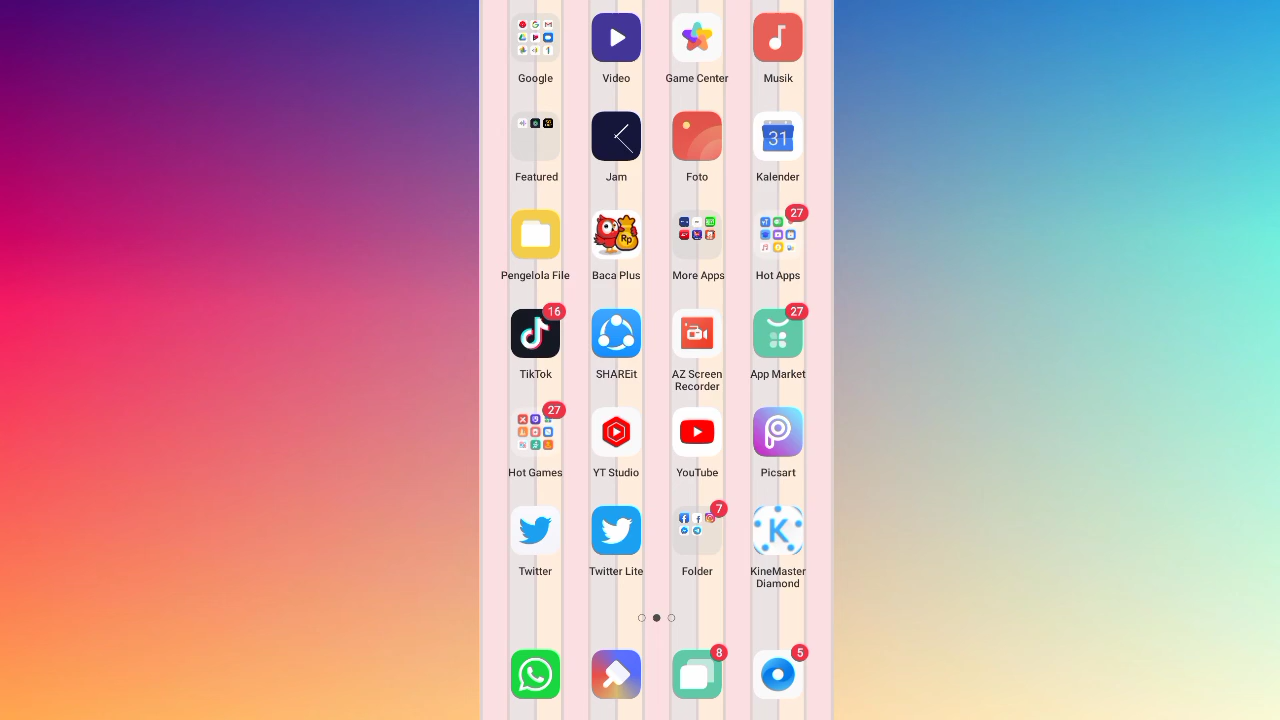 Google Video Game Center Musik
Featured Jam Foto Kalender
31
Rp
27
Pengelola File Baca Plus More Apps Hot Apps
16 27
TikTok SHAREit AZ Screen Recorder App Market
27
Hot Games YT Studio YouTube Picsart
7
K
Twitter Twitter Lite Folder KineMaster Diamond
8 5